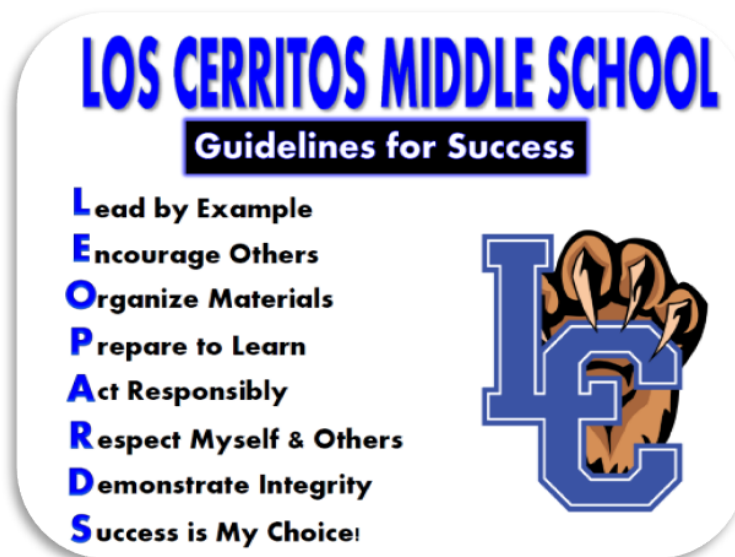 LOS CERRITOS MIDDLE SCHOOL
Guidelines for Success
Lead by Example
Encourage Others
Organize Materials
Prepare to Learn
Act Responsibly
Respect Myself & Others
Demonstrate Integrity
Success is My Choice!
LC